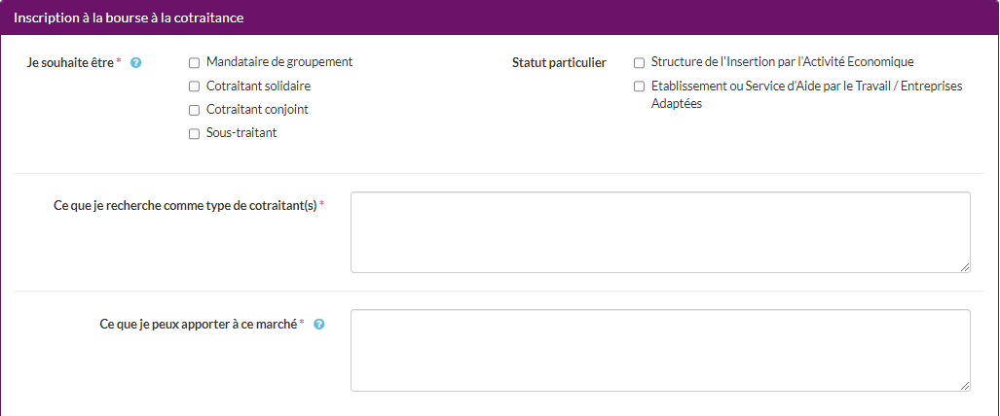 Inscription à la bourse à la cotraitance
Je souhaite être *
Mandataire de groupement
Cotraitant solidaire
Cotraitant conjoint
Sous-traitant
Statut particulier
Structure de l'Insertion par l'Activité Economique
Etablissement ou Service d'Aide par le Travail / Entreprises
Adaptées
Ce que je recherche comme type de cotraitant(s) *
Ce que je peux apporter à ce marché *